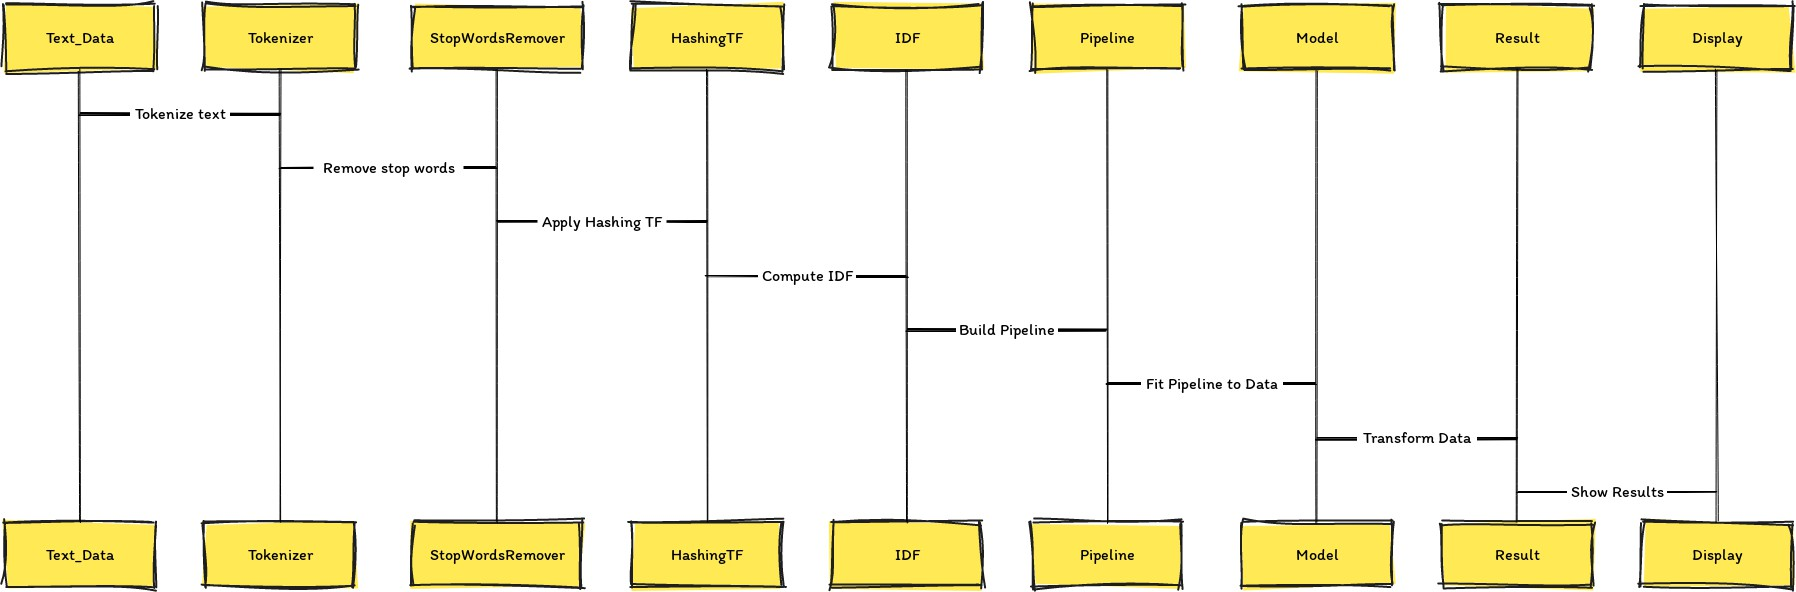 Text_Data
Tokenizer
StopWordsRemover
HashingTF
IDF
Pipeline
Model
Result
Display
Tokenize text
Remove stop words
Apply Hashing TF
Compute IDF
Build Pipeline
Fit Pipeline to Data
Transform Data
Show Results
Text_Data
Tokenizer
StopWordsRemover
HashingTF
IDF
Pipeline
Model
Result
Display